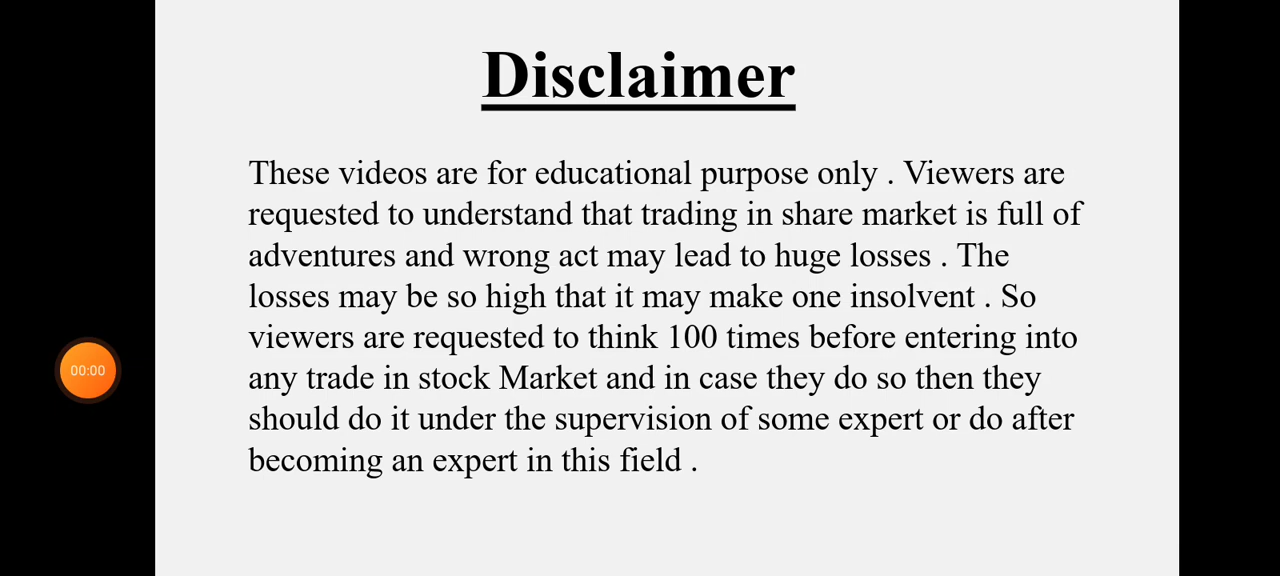 Disclaimer
These videos are for educational purpose only . Viewers are
requested to understand that trading in share market is full of
adventures and wrong act may lead to huge losses . The
losses may be so high that it may make one insolvent . So
viewers are requested to think 100 times before entering into
any trade in stock Market and in case they do so then they
should do it under the supervision of some expert or do after
becoming an expert in this field .
00:00